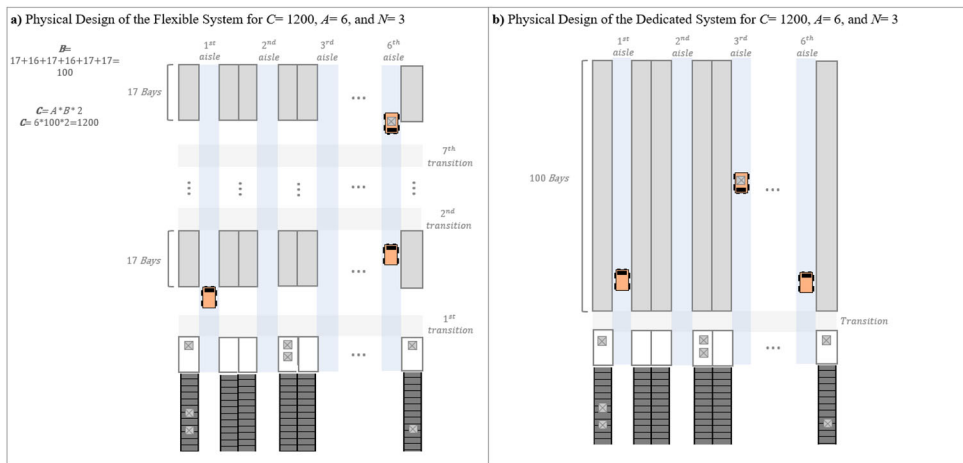 a) Physical Design of the Flexible System for C= 1200, A= 6, and N= 3
B=
17+16+17+16+17+17=
100
C= A*B*2
C= 6*100*2=1200
1st
aisle
2nd
aisle
3rd
aisle
6th
aisle
17 Bays
...
7th
transition
...
2nd
transition
17 Bays
...
1st
transition
...
b) Physical Design of the Dedicated System for C= 1200, A= 6, and N= 3
1st
aisle
2nd
aisle
3rd
aisle
6th
aisle
100 Bays
...
Transition
...